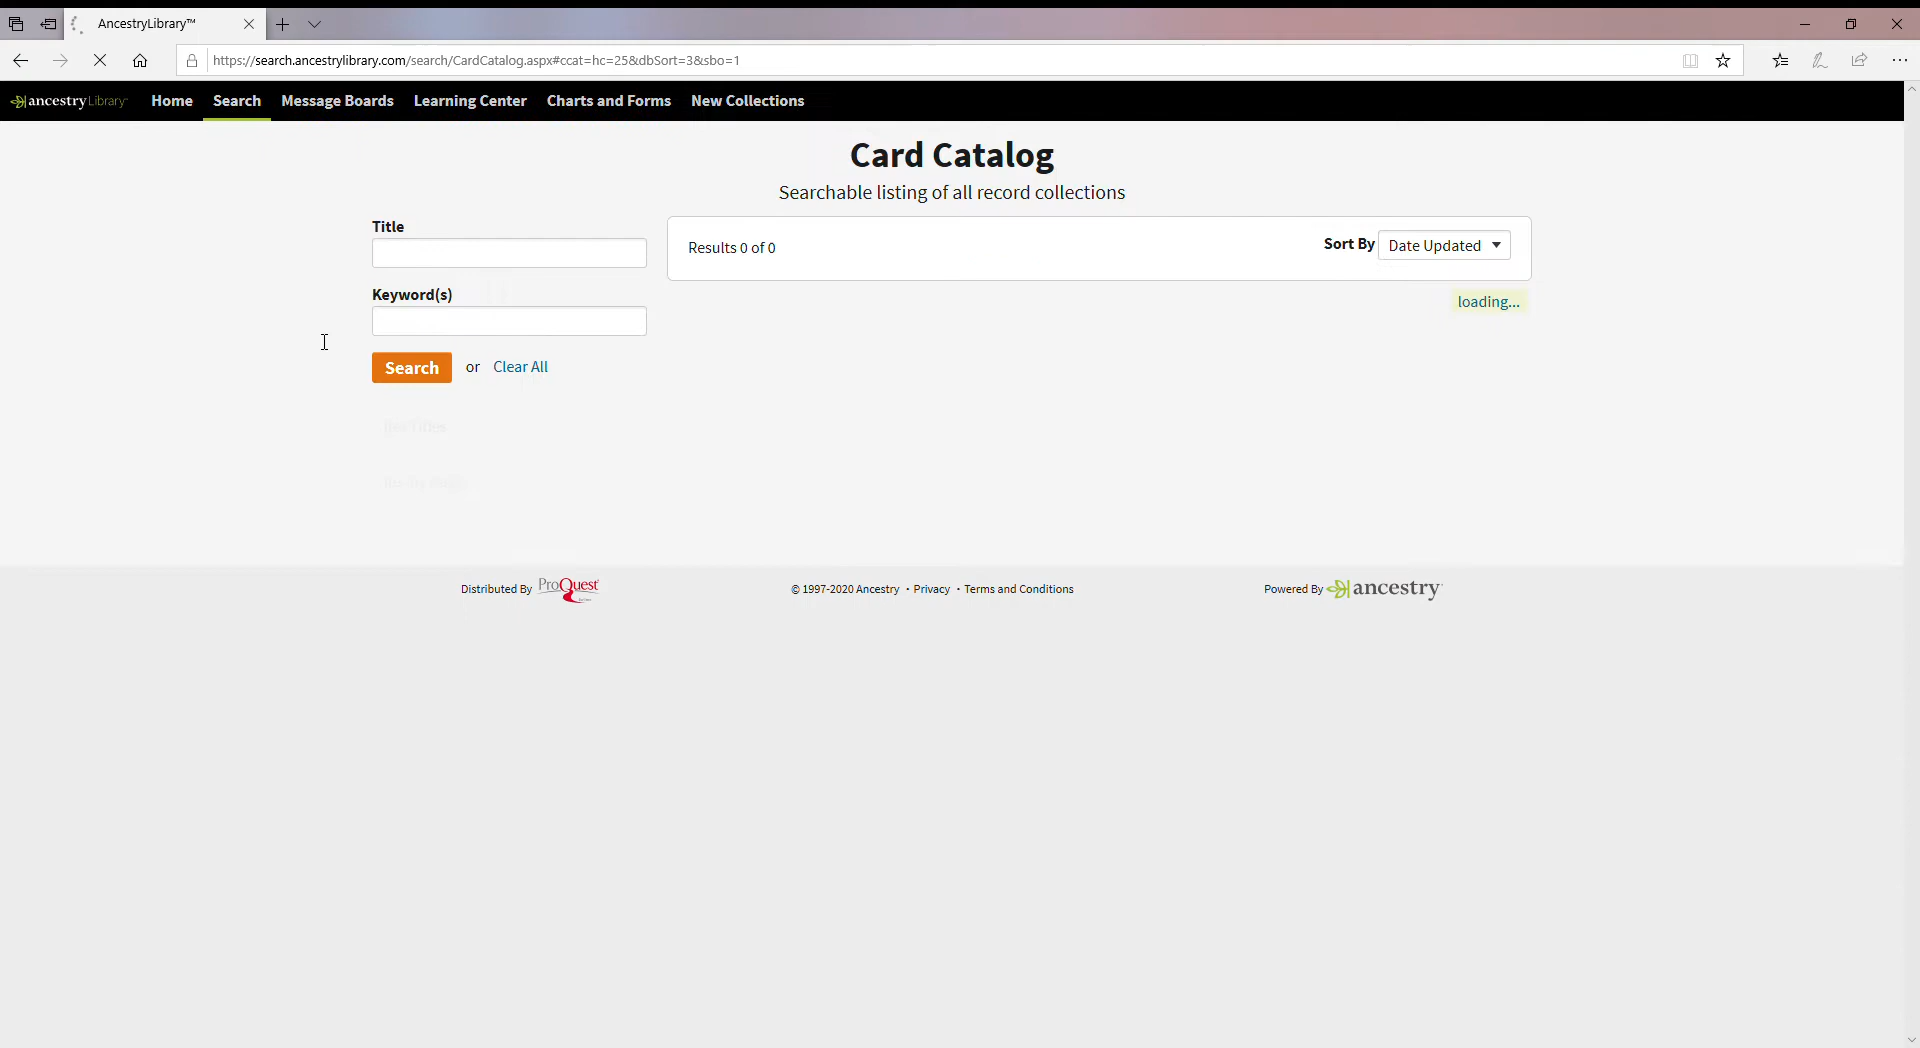 AncestryLibrary™
https://search.ancestrylibrary.com/search/CardCatalog.aspx#ccat=hc=25&dbSort=3&sbo=1
ancestryLibrary Home Search Message Boards Learning Center Charts and Forms New Collections
Card Catalog
Searchable listing of all record collections
Title
Results 0 of 0 Sort By Date Updated
Keyword(s)
loading...
Search or Clear All
Distributed By ProQuest © 1997-2020 Ancestry • Privacy • Terms and Conditions Powered By ancestry